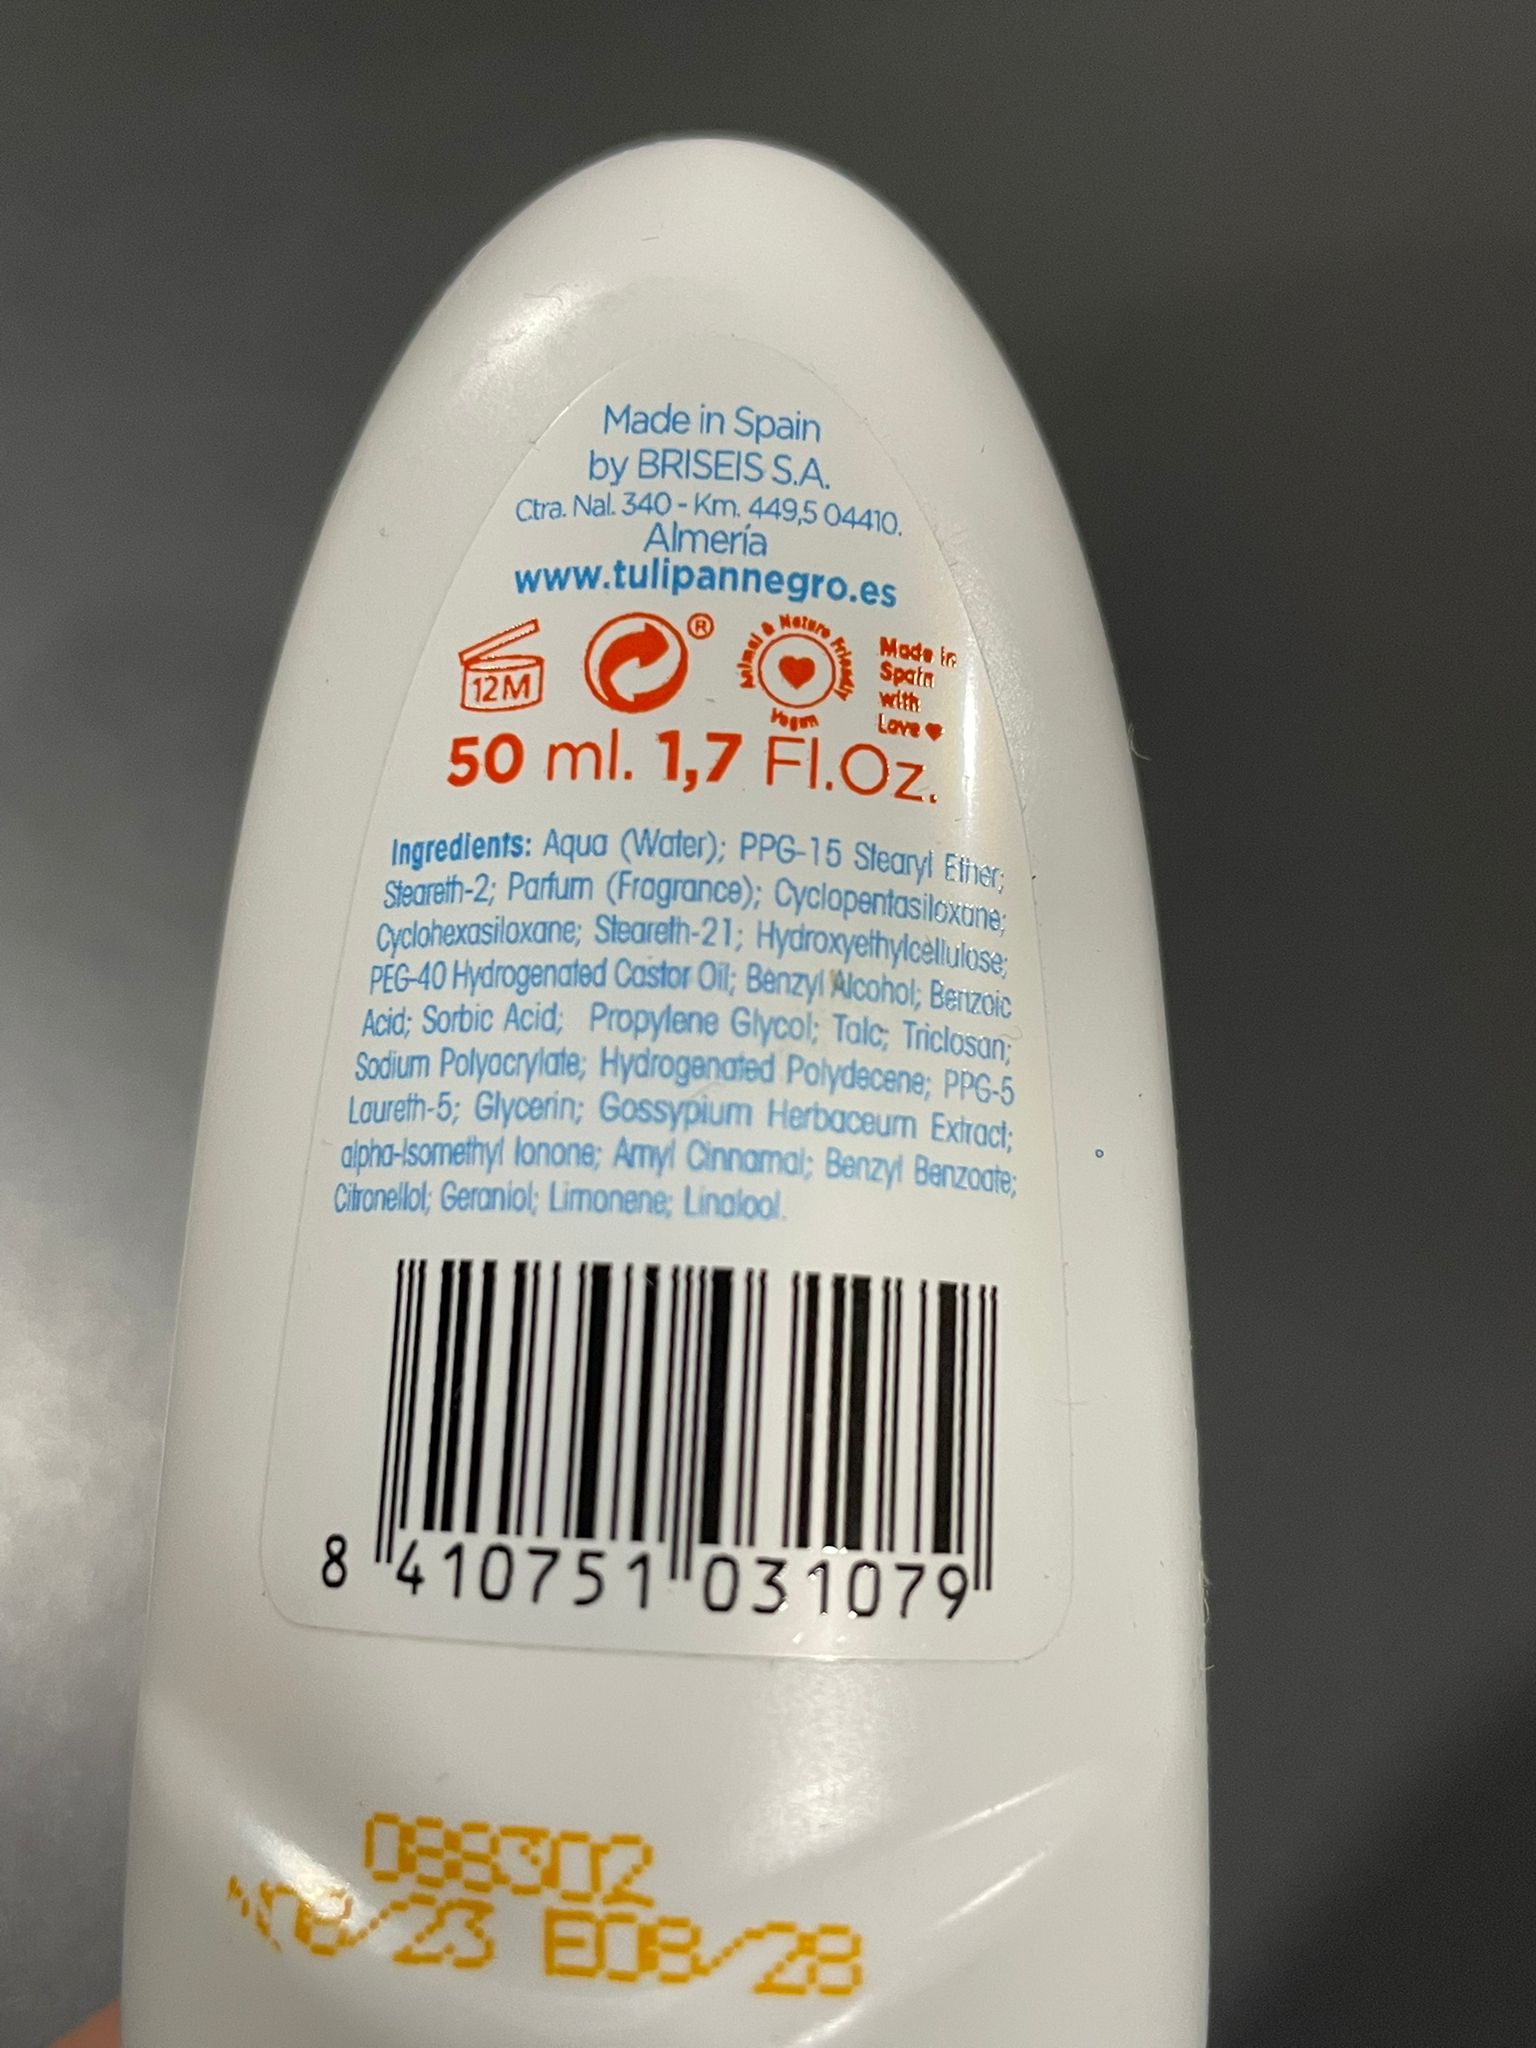 Made in Spain
by BRISEIS S.A.
Ctra. Nal. 340 - Km. 449,5 04410.
Almería
www.tulipannegro.es
12M
®
Animal & Nature Friendly
Vegan
Made in
Spain
with
Love
50 ml. 1,7 Fl.Oz.
Ingredients: Aqua (Water); PPG-15 Stearyl Ether;
Steareth-2; Parfum (Fragrance); Cyclopentasiloxane;
Cyclohexasiloxane; Steareth-21; Hydroxyethylcellulose;
PEG-40 Hydrogenated Castor Oil; Benzyl Alcohol; Benzoic
Acid; Sorbic Acid; Propylene Glycol; Talc; Triclosan;
Sodium Polyacrylate; Hydrogenated Polydecene; PPG-5
Laureth-5; Glycerin; Gossypium Herbaceum Extract;
alpha-Isomethyl Ionone; Amyl Cinnamal; Benzyl Benzoate;
Citronellol; Geraniol; Limonene; Linalool.
8 410751 031079
088302
E08/28